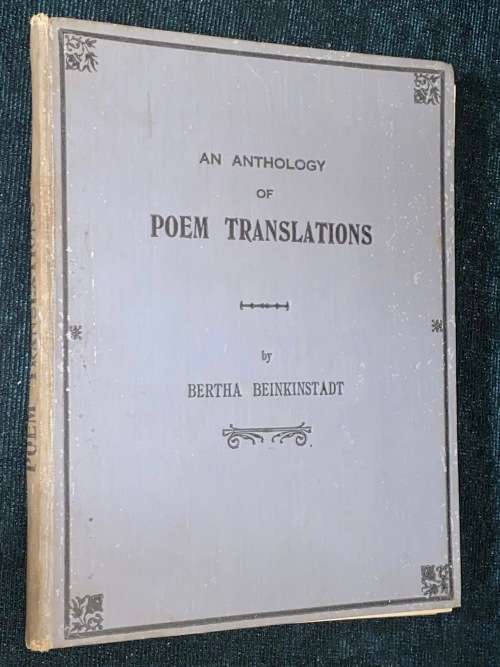 AN ANTHOLOGY
OF
POEM TRANSLATIONS
by
BERTHA BEINKINSTADT
POEM TRANSLATIONS